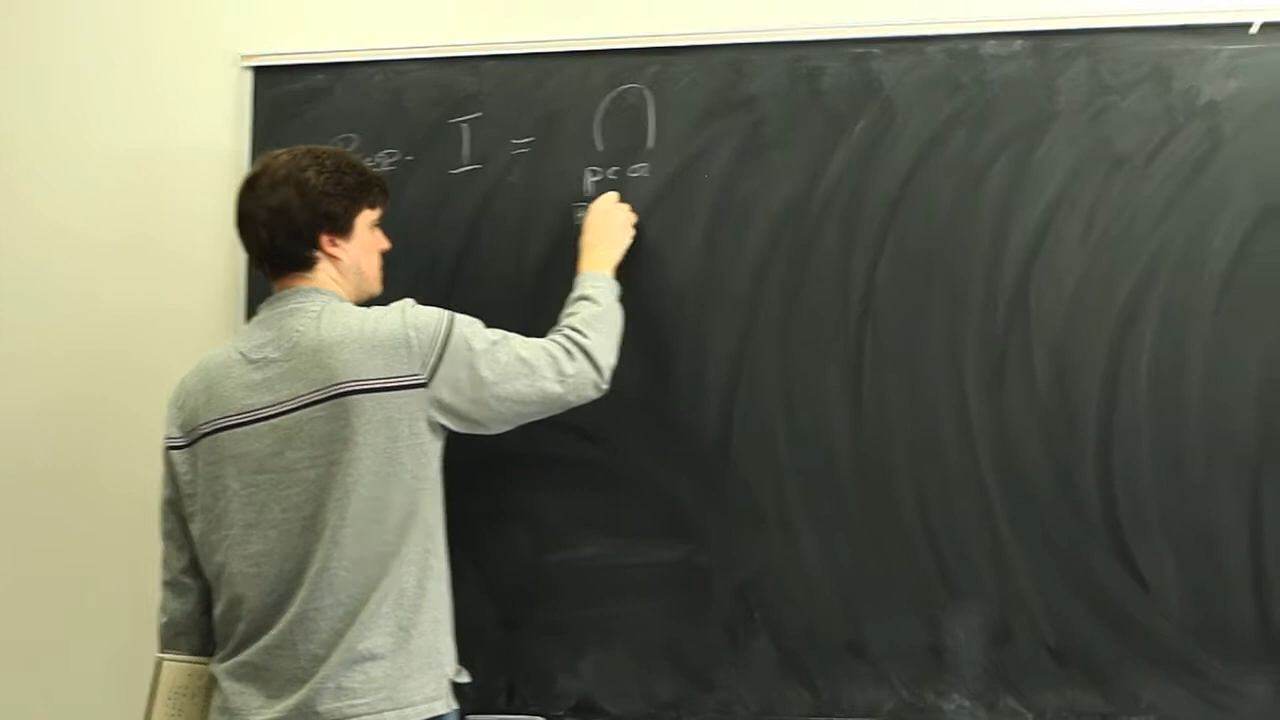 Prop. I = ∩
p ⊂ a
P